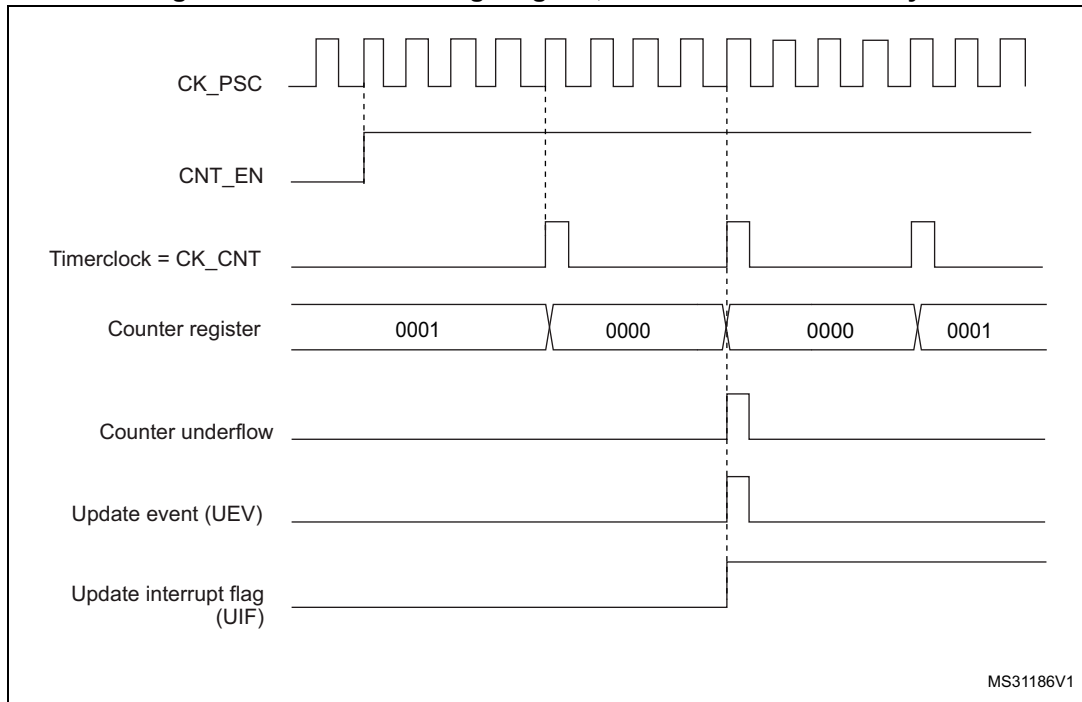 CK_PSC
CNT_EN
Timerclock = CK_CNT
Counter register 0001 0000 0000 0001
Counter underflow
Update event (UEV)
Update interrupt flag
(UIF)
MS31186V1